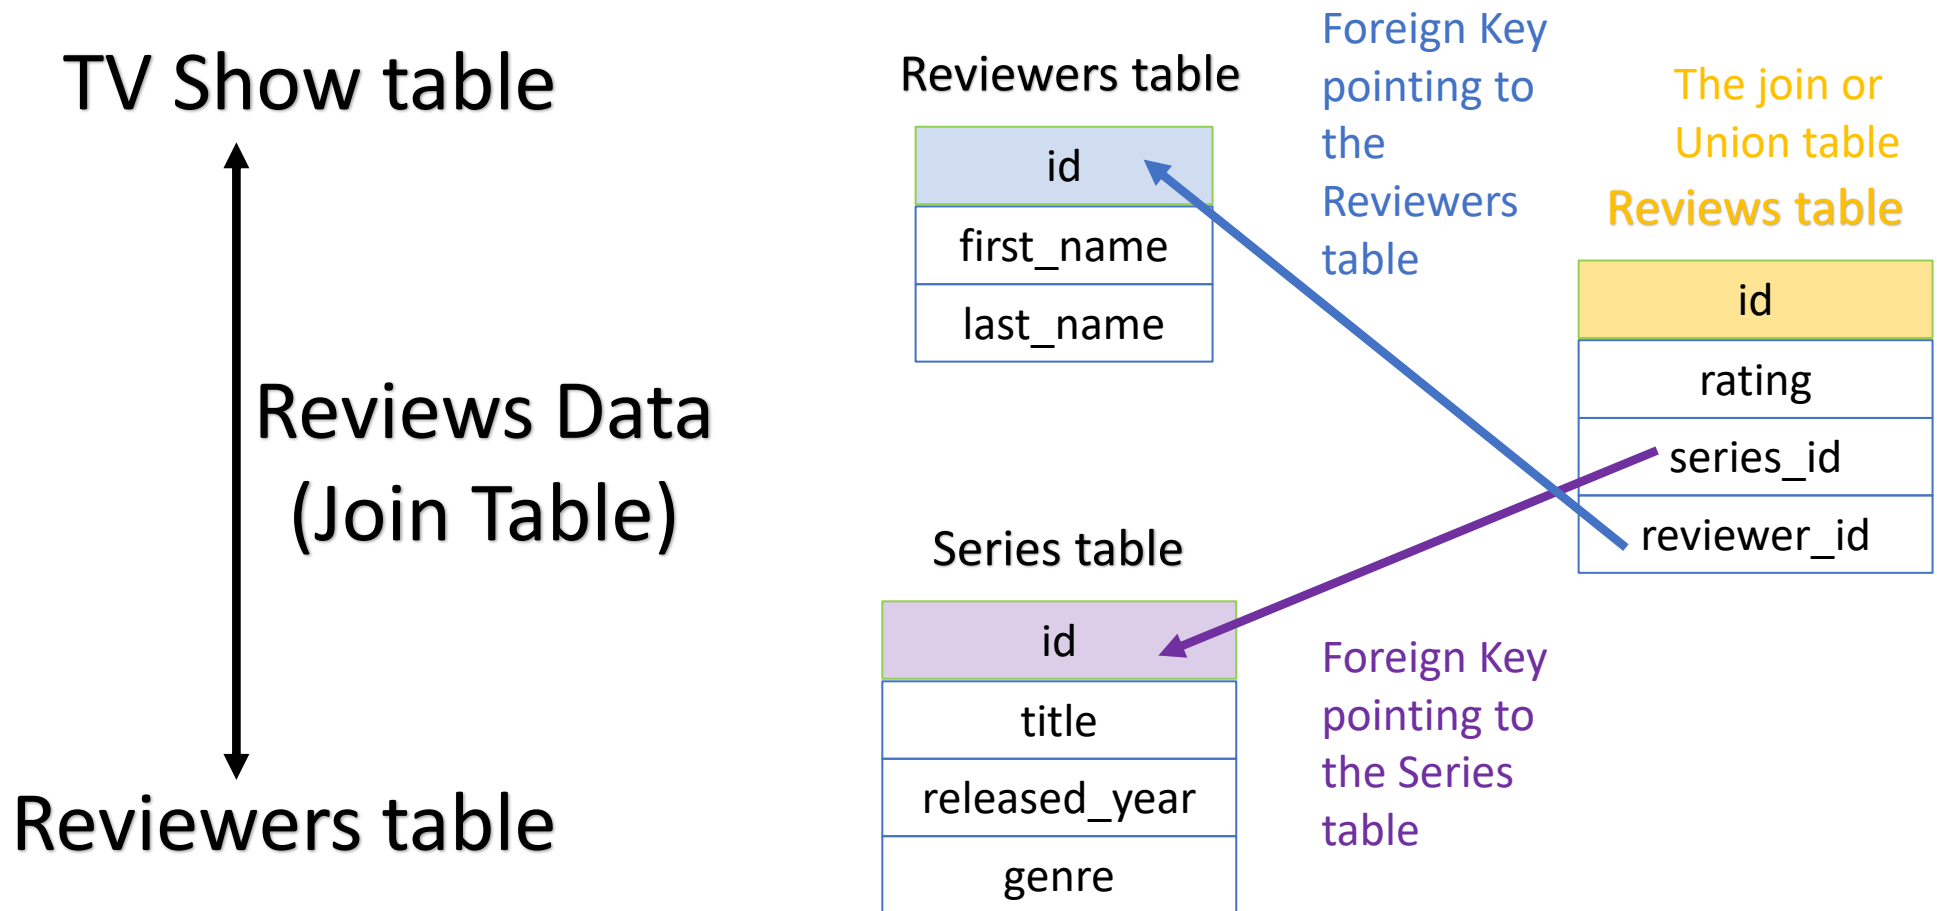 TV Show table
Reviews Data
(Join Table)
Reviewers table
Reviewers table
id
first_name
last_name
Series table
id
title
released_year
genre
Foreign Key
pointing to
the
Reviewers
table
Foreign Key
pointing to
the Series
table
The join or
Union table
Reviews table
id
rating
series_id
reviewer_id